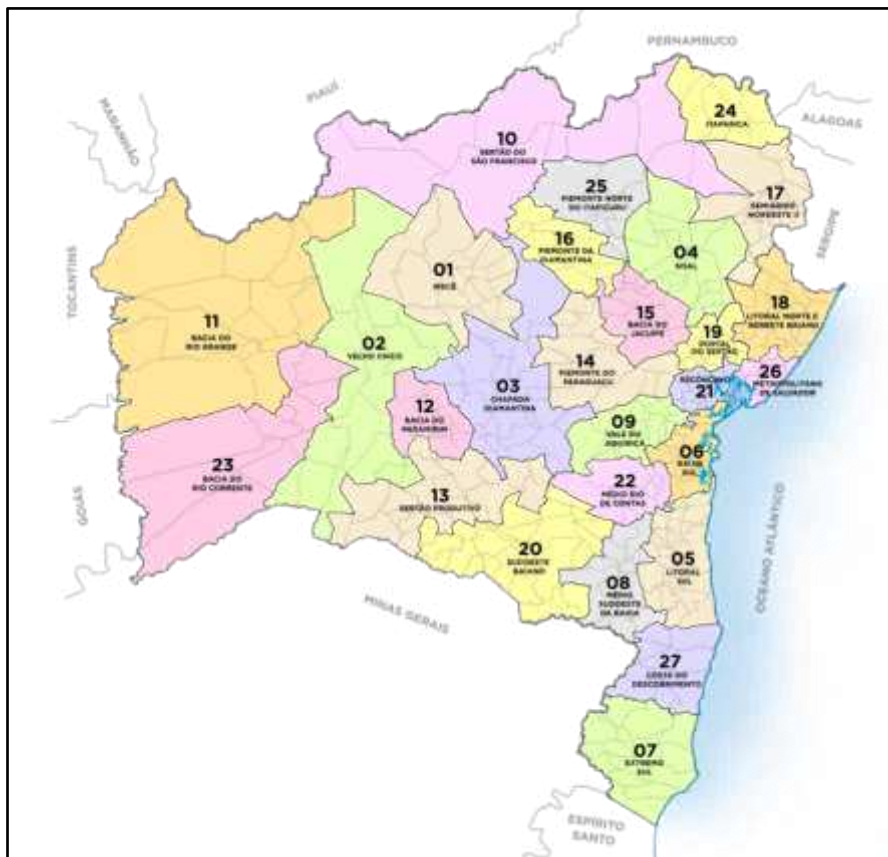 PERNAMBUCO
PIAUÍ
MARANHÃO
ALAGOAS
SERGIPE
TOCANTINS
GOIÁS
MINAS GERAIS
ESPÍRITO
SANTO
OCEANO ATLÂNTICO
24
ITAPARICA
10
SERTÃO DO
SÃO FRANCISCO
25
PIEMONTE NORTE
DO ITAPICURU
17
SEMIÁRIDO
NORDESTE II
16
PIEMONTE DA
DIAMANTINA
04
SISAL
01
IRECÊ
18
LITORAL NORTE E
AGRESTE BAIANO
15
BACIA DO
JACUÍPE
11
BACIA DO
RIO GRANDE
02
VELHO CHICO
19
PORTAL
DO SERTÃO
14
PIEMONTE DO
PARAGUAÇU
03
CHAPADA
DIAMANTINA
RECÔNCAVO
21
26
METROPOLITANO
DE SALVADOR
12
BACIA DO
PARAMIRIM
09
VALE DO
JIQUIRIÇÁ
06
BAIXO
SUL
23
BACIA DO
RIO CORRENTE
22
MÉDIO RIO
DE CONTAS
13
SERTÃO PRODUTIVO
20
SUDOESTE
BAIANO
05
LITORAL
SUL
08
MÉDIO
SUDOESTE
DA BAHIA
27
COSTA DO
DESCOBRIMENTO
07
EXTREMO
SUL